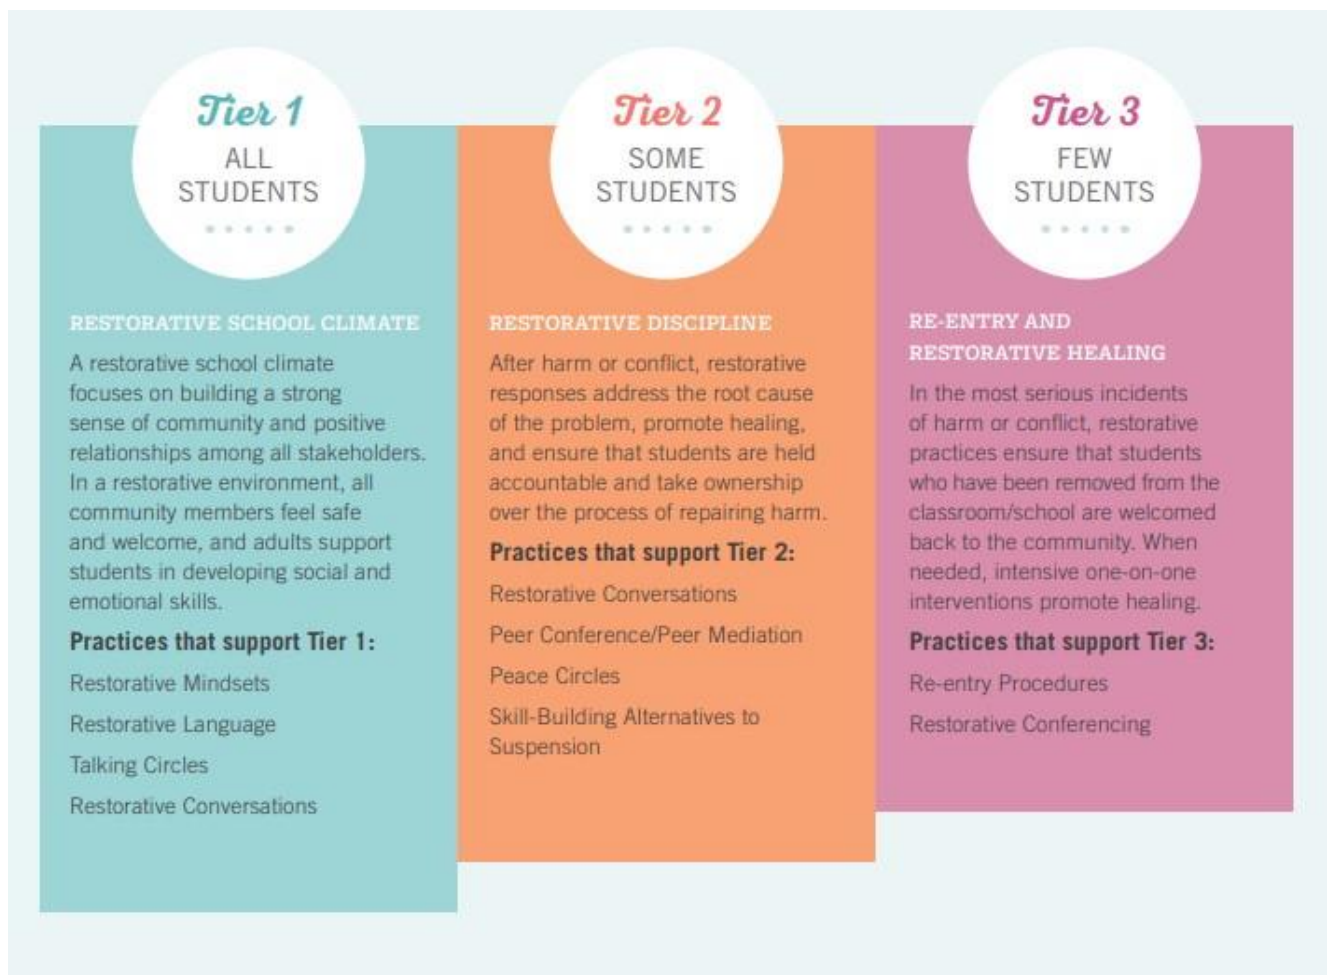 Tier 1
ALL
STUDENTS
RESTORATIVE SCHOOL CLIMATE
A restorative school climate
focuses on building a strong
sense of community and positive
relationships among all stakeholders.
In a restorative environment, all
community members feel safe
and welcome, and adults support
students in developing social and
emotional skills.
Practices that support Tier 1:
Restorative Mindsets
Restorative Language
Talking Circles
Restorative Conversations
Tier 2
SOME
STUDENTS
RESTORATIVE DISCIPLINE
After harm or conflict, restorative
responses address the root cause
of the problem, promote healing,
and ensure that students are held
accountable and take ownership
over the process of repairing harm.
Practices that support Tier 2:
Restorative Conversations
Peer Conference/Peer Mediation
Peace Circles
Skill-Building Alternatives to
Suspension
Tier 3
FEW
STUDENTS
RE-ENTRY AND
RESTORATIVE HEALING
In the most serious incidents
of harm or conflict, restorative
practices ensure that students
who have been removed from the
classroom/school are welcomed
back to the community. When
needed, intensive one-on-one
interventions promote healing.
Practices that support Tier 3:
Re-entry Procedures
Restorative Conferencing